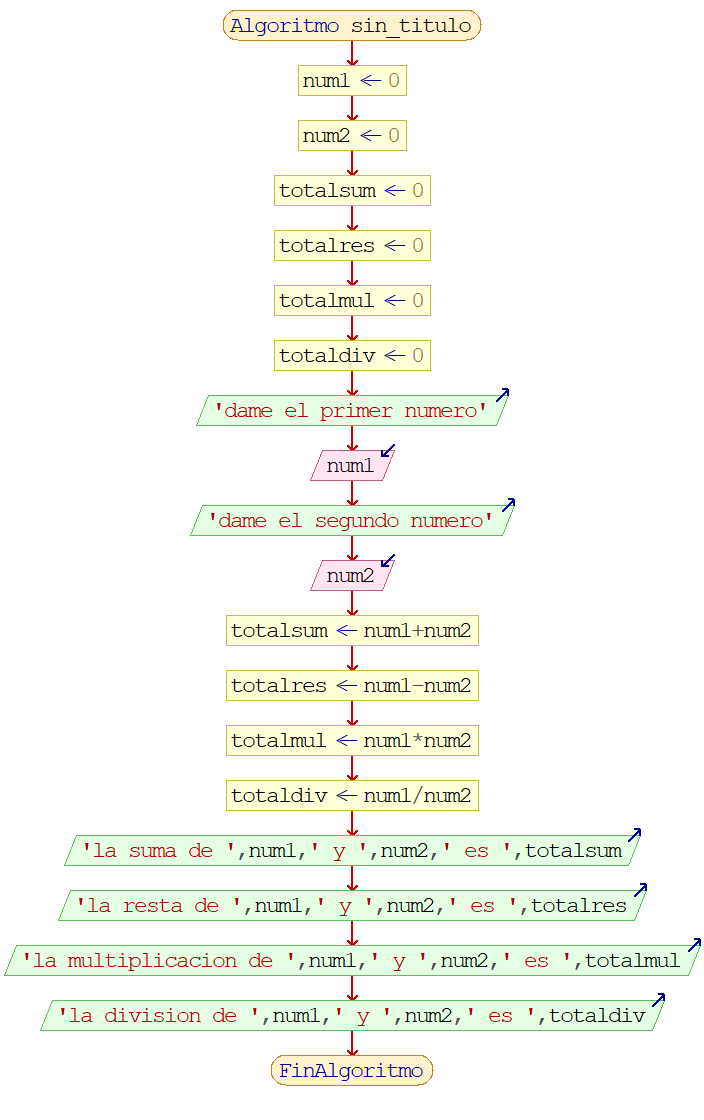 Algoritmo sin_titulo
num1 ← 0
num2 ← 0
totalsum ← 0
totalres ← 0
totalmul ← 0
totaldiv ← 0
'dame el primer numero'
num1
'dame el segundo numero'
num2
totalsum ← num1+num2
totalres ← num1-num2
totalmul ← num1*num2
totaldiv ← num1/num2
'la suma de ',num1,' y ',num2,' es ',totalsum
'la resta de ',num1,' y ',num2,' es ',totalres
'la multiplicacion de ',num1,' y ',num2,' es ',totalmul
'la division de ',num1,' y ',num2,' es ',totaldiv
FinAlgoritmo